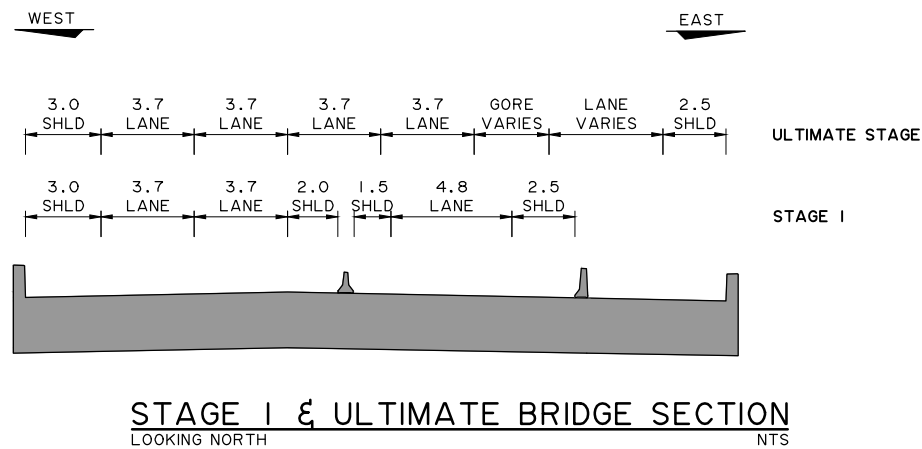 WEST
EAST
3.0 3.7 3.7 3.7 3.7 GORE LANE 2.5
SHLD LANE LANE LANE LANE VARIES VARIES SHLD
ULTIMATE STAGE
3.0 3.7 3.7 2.0 1.5 4.8 2.5
SHLD LANE LANE SHLD SHLD LANE SHLD
STAGE I
STAGE I & ULTIMATE BRIDGE SECTION
LOOKING NORTH NTS